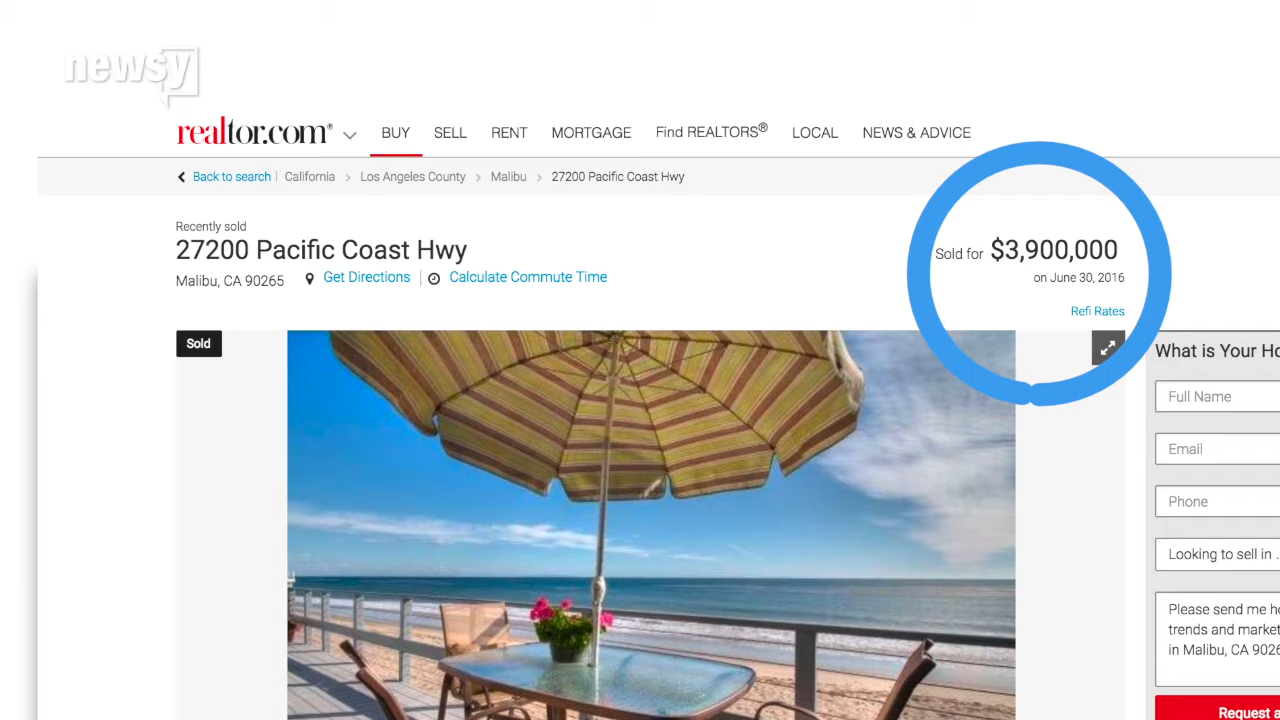 newsy
realtor.com® BUY SELL RENT MORTGAGE Find REALTORS® LOCAL NEWS & ADVICE
Back to search California > Los Angeles County > Malibu > 27200 Pacific Coast Hwy
Recently sold
27200 Pacific Coast Hwy
Sold for $3,900,000
Malibu, CA 90265 Get Directions Calculate Commute Time
on June 30, 2016
Refi Rates
Sold
What is Your
Full Name
Email
Phone
Looking to sell in
Please send me
trends and
in Malibu, CA
Request